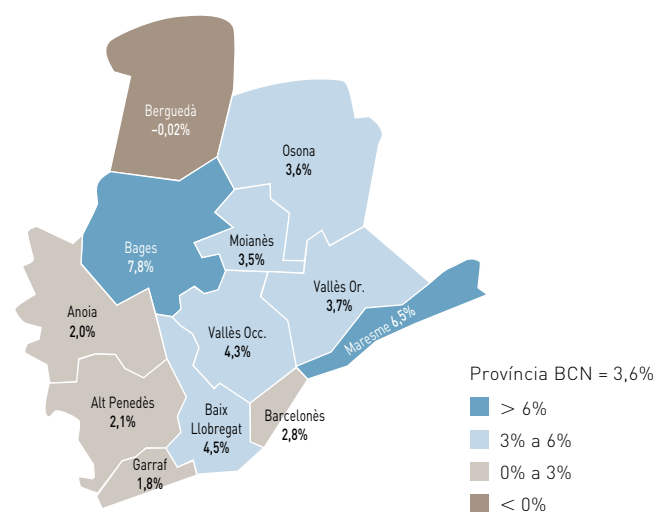 Berguedà
−0,02%
Osona
3,6%
Bages
7,8%
Moianès
3,5%
Vallès Or.
3,7%
Maresme 6,5%
Anoia
2,0%
Vallès Occ.
4,3%
Alt Penedès
2,1%
Baix
Llobregat
4,5%
Barcelonès
2,8%
Garraf
1,8%
Província BCN = 3,6%
> 6%
3% a 6%
0% a 3%
< 0%